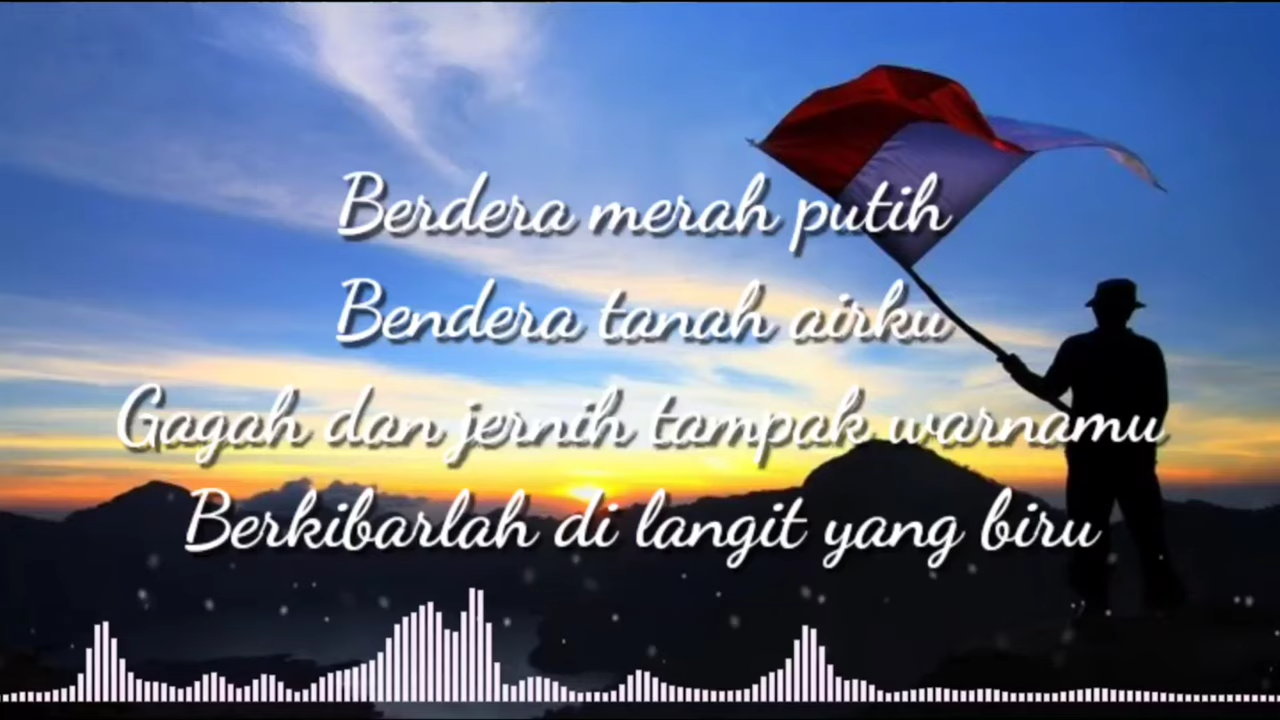 Berdera merah putih
Bendera tanah airku
Gagah dan jernih tampak warnamu
Berkibarlah di langit yang biru